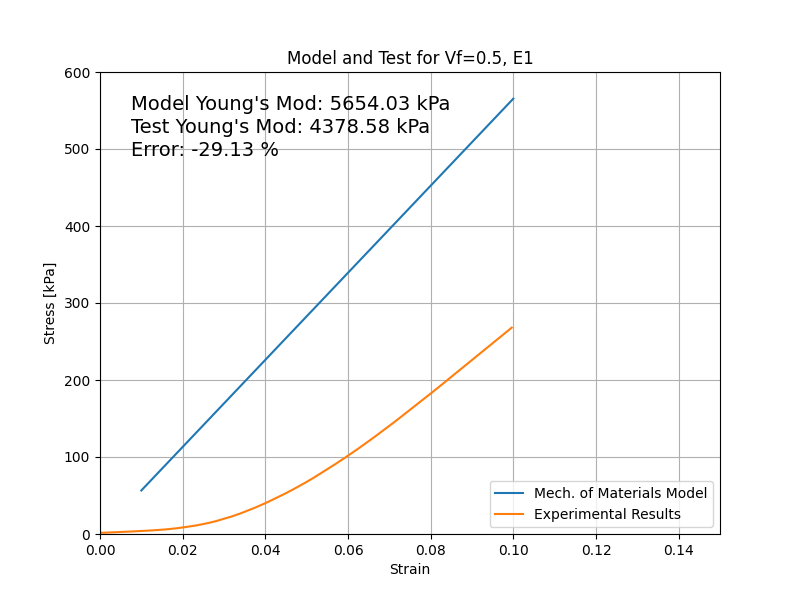 Model and Test for Vf=0.5, E1
Model Young's Mod: 5654.03 kPa
Test Young's Mod: 4378.58 kPa
Error: -29.13 %
600
500
400
300
200
100
0
Stress [kPa]
Mech. of Materials Model
Experimental Results
0.00
0.02
0.04
0.06
0.08
0.10
0.12
0.14
Strain